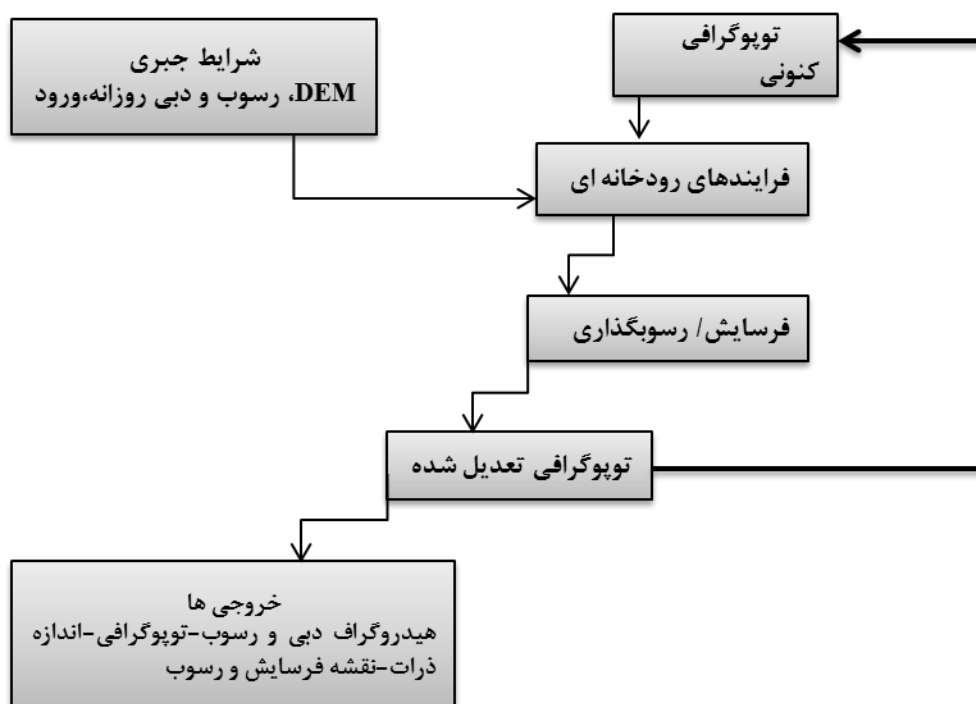 شرایط جبری
DEM، رسوب و دبی روزانه،ورود
توپوگرافی
کنونی
فرایندهای رودخانه ای
فرسایش/ رسوبگذاری
توپوگرافی تعدیل شده
خروجی ها
هیدروگراف دبی و رسوب-توپوگرافی-اندازه
ذرات-نقشه فرسایش و رسوب